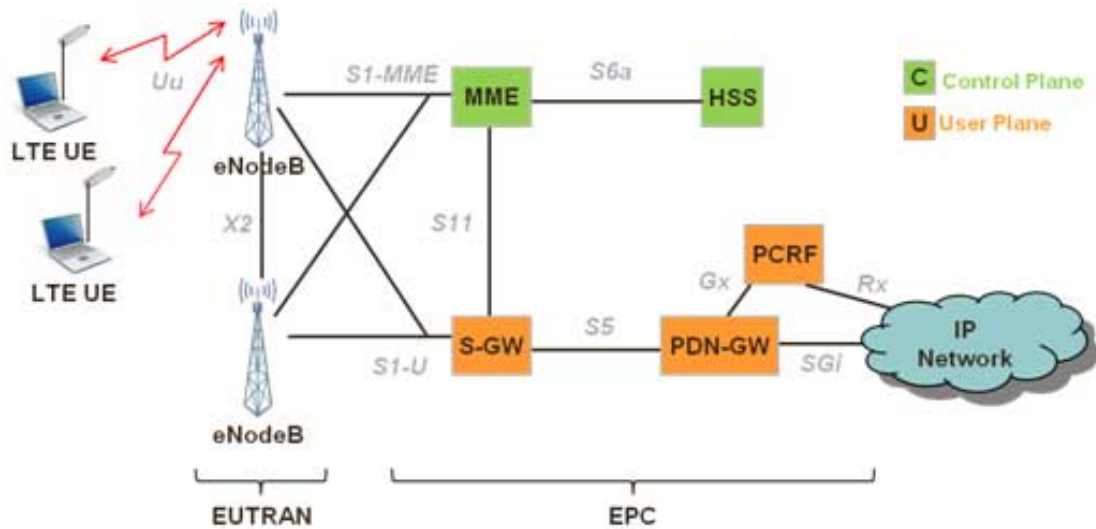 Uu
S1-MME
S6a
MME
HSS
C Control Plane
U User Plane
LTE UE
eNodeB
X2
S11
LTE UE
PCRF
Gx
Rx
S-GW
S5
PDN-GW
SGi
IP
Network
S1-U
eNodeB
EUTRAN
EPC